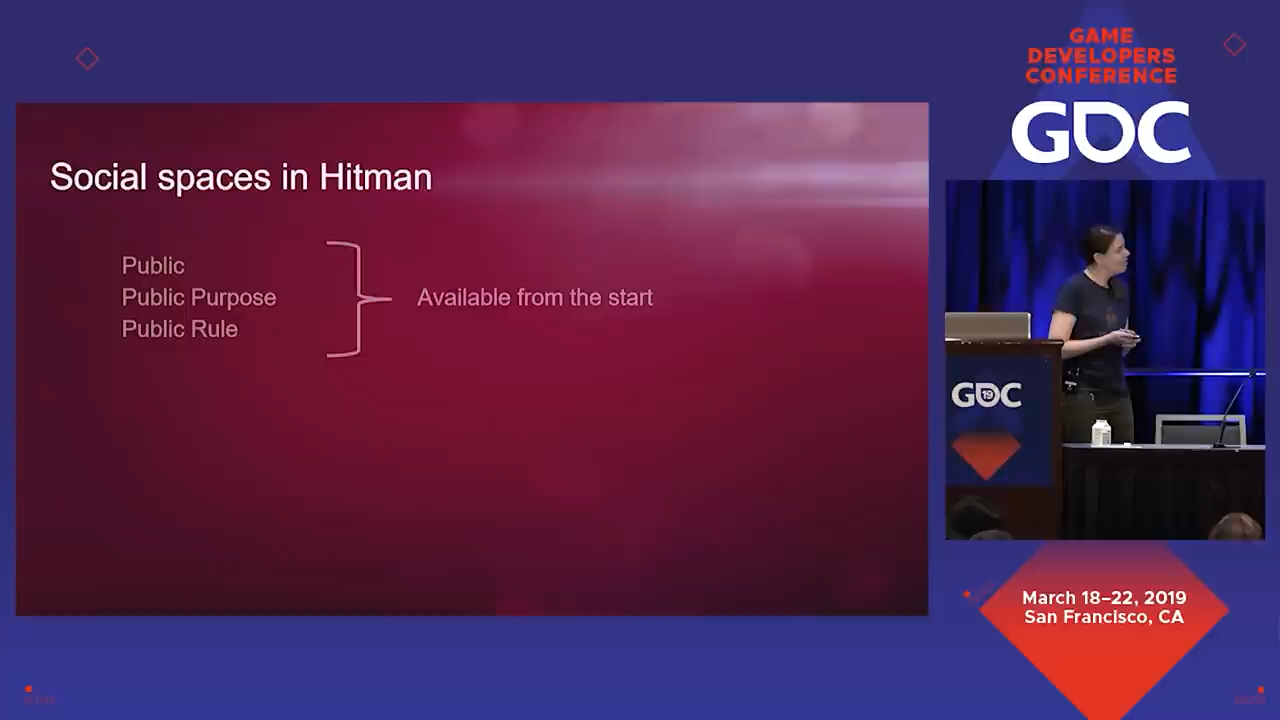 GAME
DEVELOPERS
CONFERENCE
GDC
Social spaces in Hitman
Public
Public Purpose
Public Rule
Available from the start
GDC
19
March 18–22, 2019
San Francisco, CA